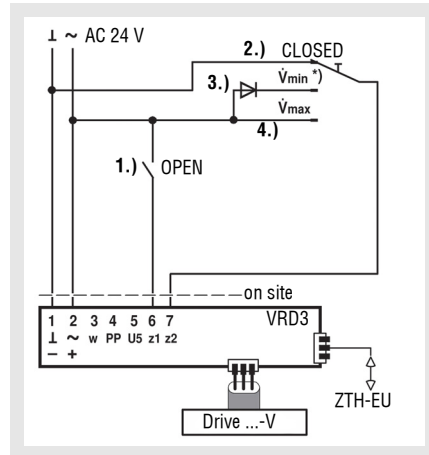 ⊥ ~ AC 24 V
2.) CLOSED
3.) V̇min *)
V̇max
4.)
1.) OPEN
on site
1 2 3 4 5 6 7 VRD3
⊥ ~ w PP U5 z1 z2
− +
ZTH-EU
Drive ...-V